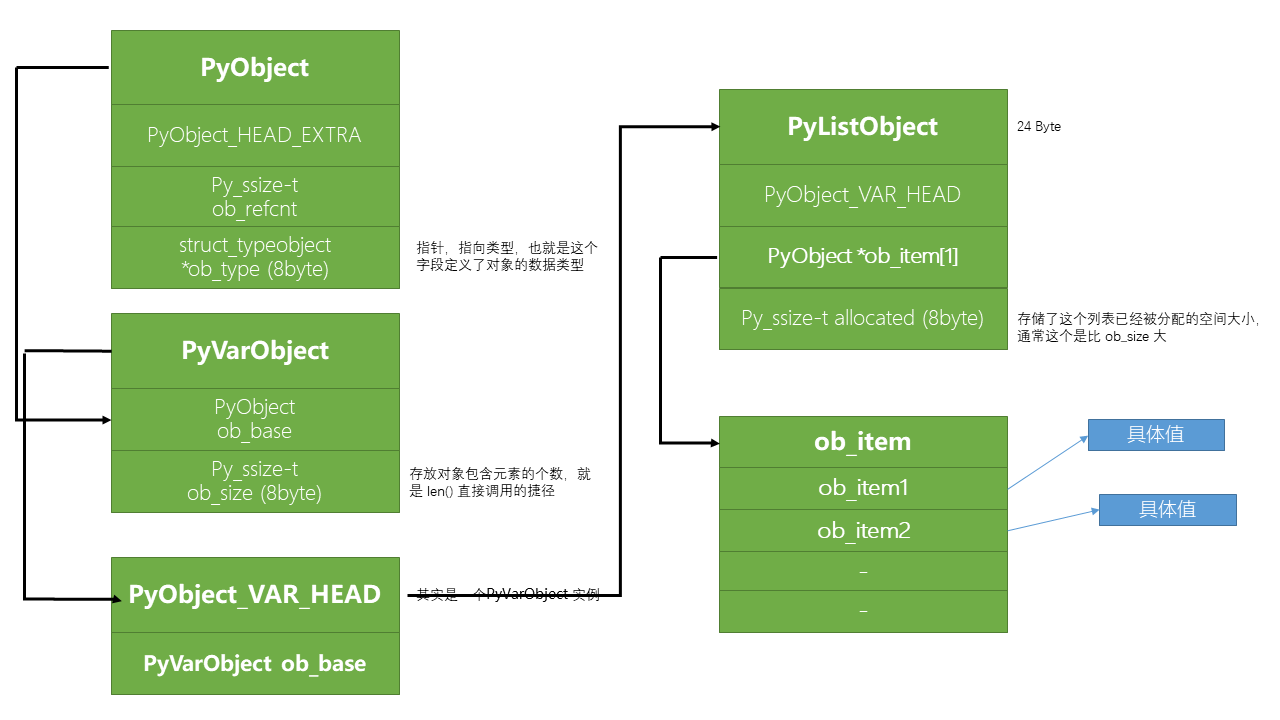 PyObject
PyObject_HEAD_EXTRA
Py_ssize-t
ob_refcnt
struct_typeobject
*ob_type (8byte)
指针，指向类型，也就是这个
字段定义了对象的数据类型
PyVarObject
PyObject
ob_base
Py_ssize-t
ob_size (8byte)
存放对象包含元素的个数，就
是 len() 直接调用的捷径
PyObject_VAR_HEAD
其实是一个PyVarObject 实例
PyVarObject ob_base
PyListObject
24 Byte
PyObject_VAR_HEAD
PyObject *ob_item[1]
Py_ssize-t allocated (8byte)
存储了这个列表已经被分配的空间大小，
通常这个是比 ob_size 大
ob_item
ob_item1
ob_item2
–
–
具体值
具体值